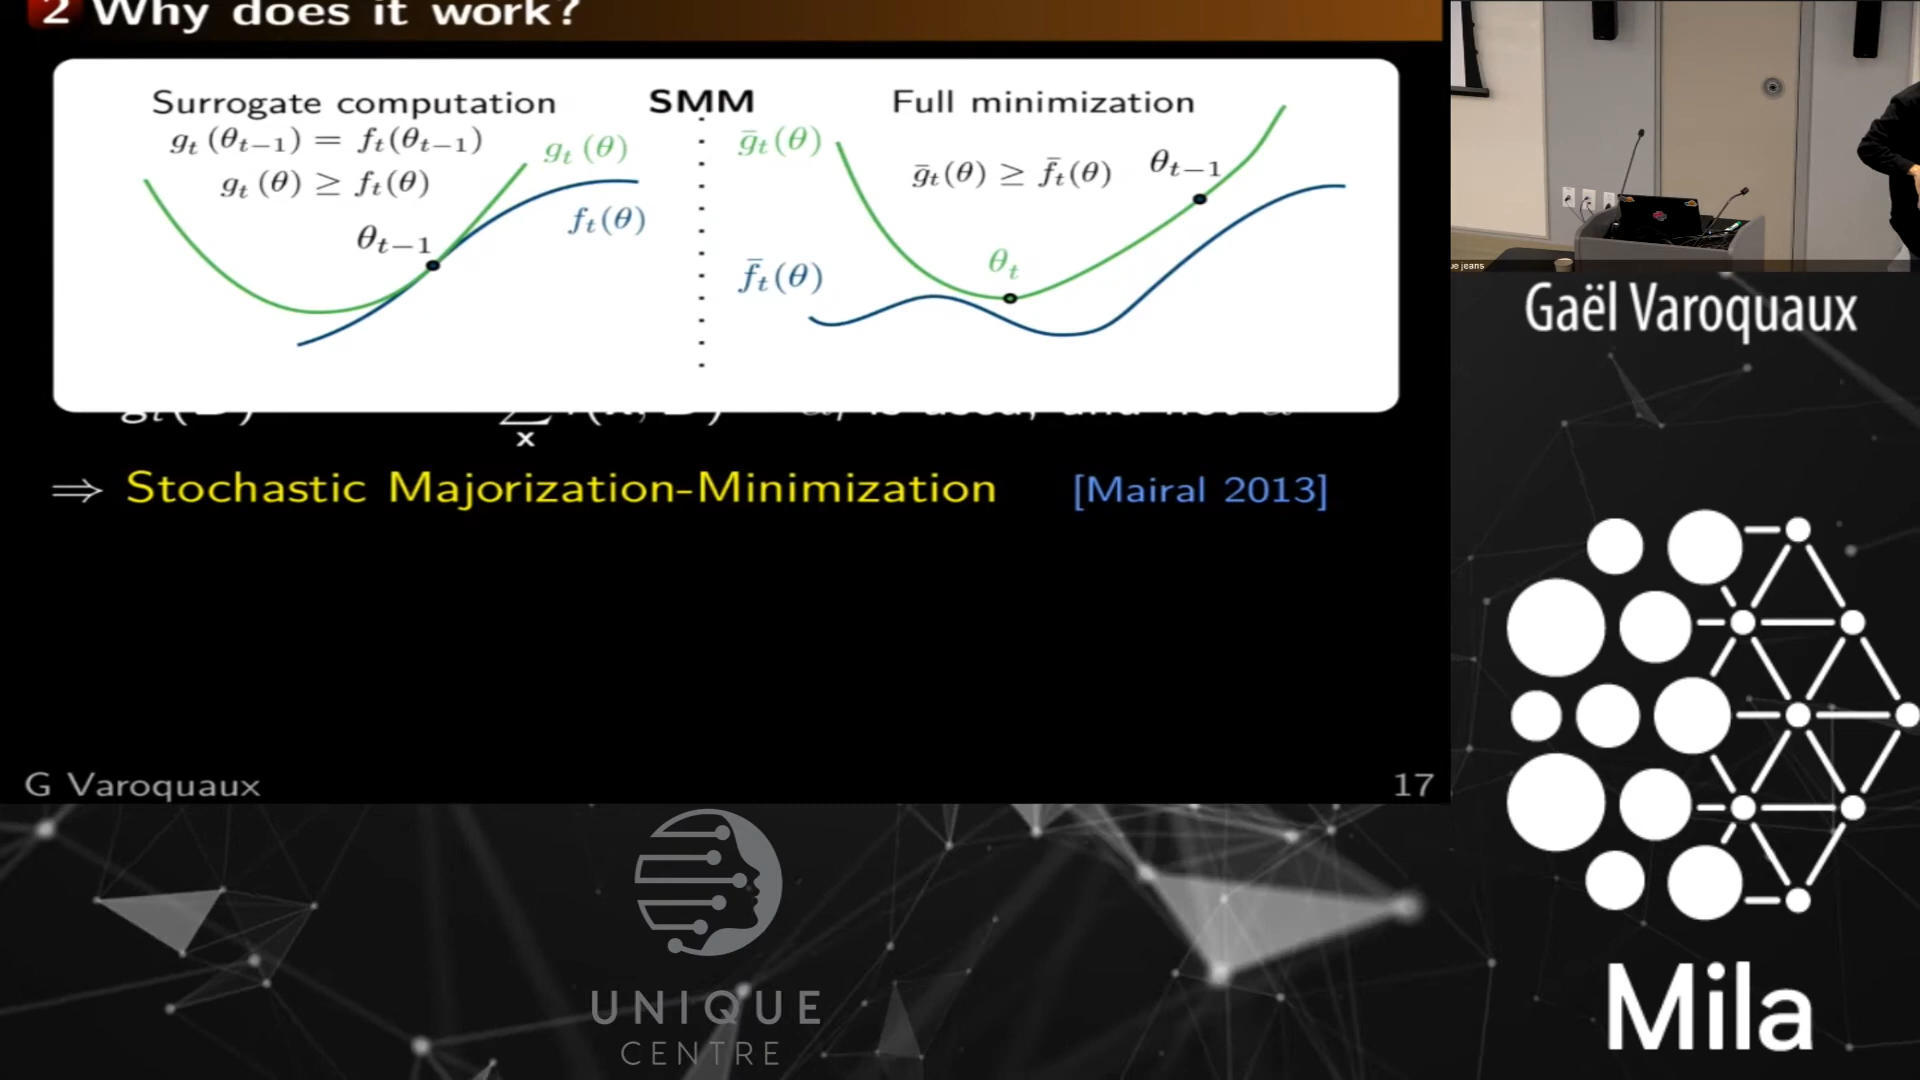 2 Why does it work?
Surrogate computation
SMM
Full minimization
gₜ(θₜ₋₁) = fₜ(θₜ₋₁)
gₜ(θ) ≥ fₜ(θ)
gₜ(θ)
θₜ₋₁
fₜ(θ)
ḡₜ(θ)
ḡₜ(θ) ≥ f̄ₜ(θ)
θₜ₋₁
θₜ
f̄ₜ(θ)
x
⇒ Stochastic Majorization-Minimization [Mairal 2013]
G Varoquaux
17
Gaël Varoquaux
UNIQUE
CENTRE
Mila